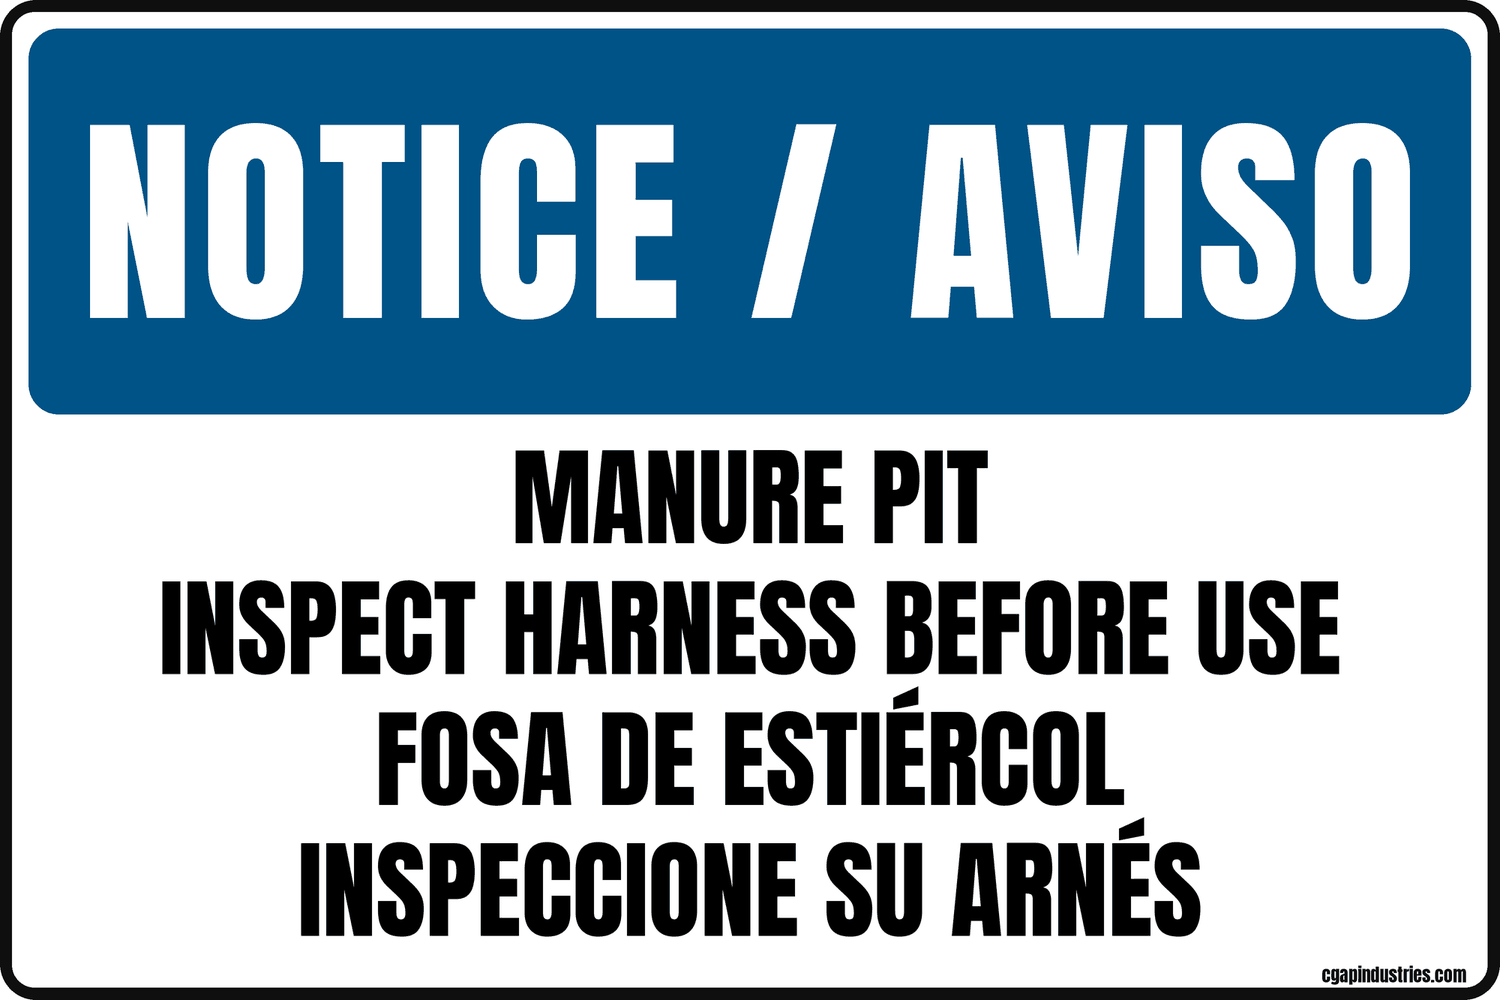 NOTICE / AVISO
MANURE PIT
INSPECT HARNESS BEFORE USE
FOSA DE ESTIÉRCOL
INSPECCIONE SU ARNÉS
cgapindustries.com